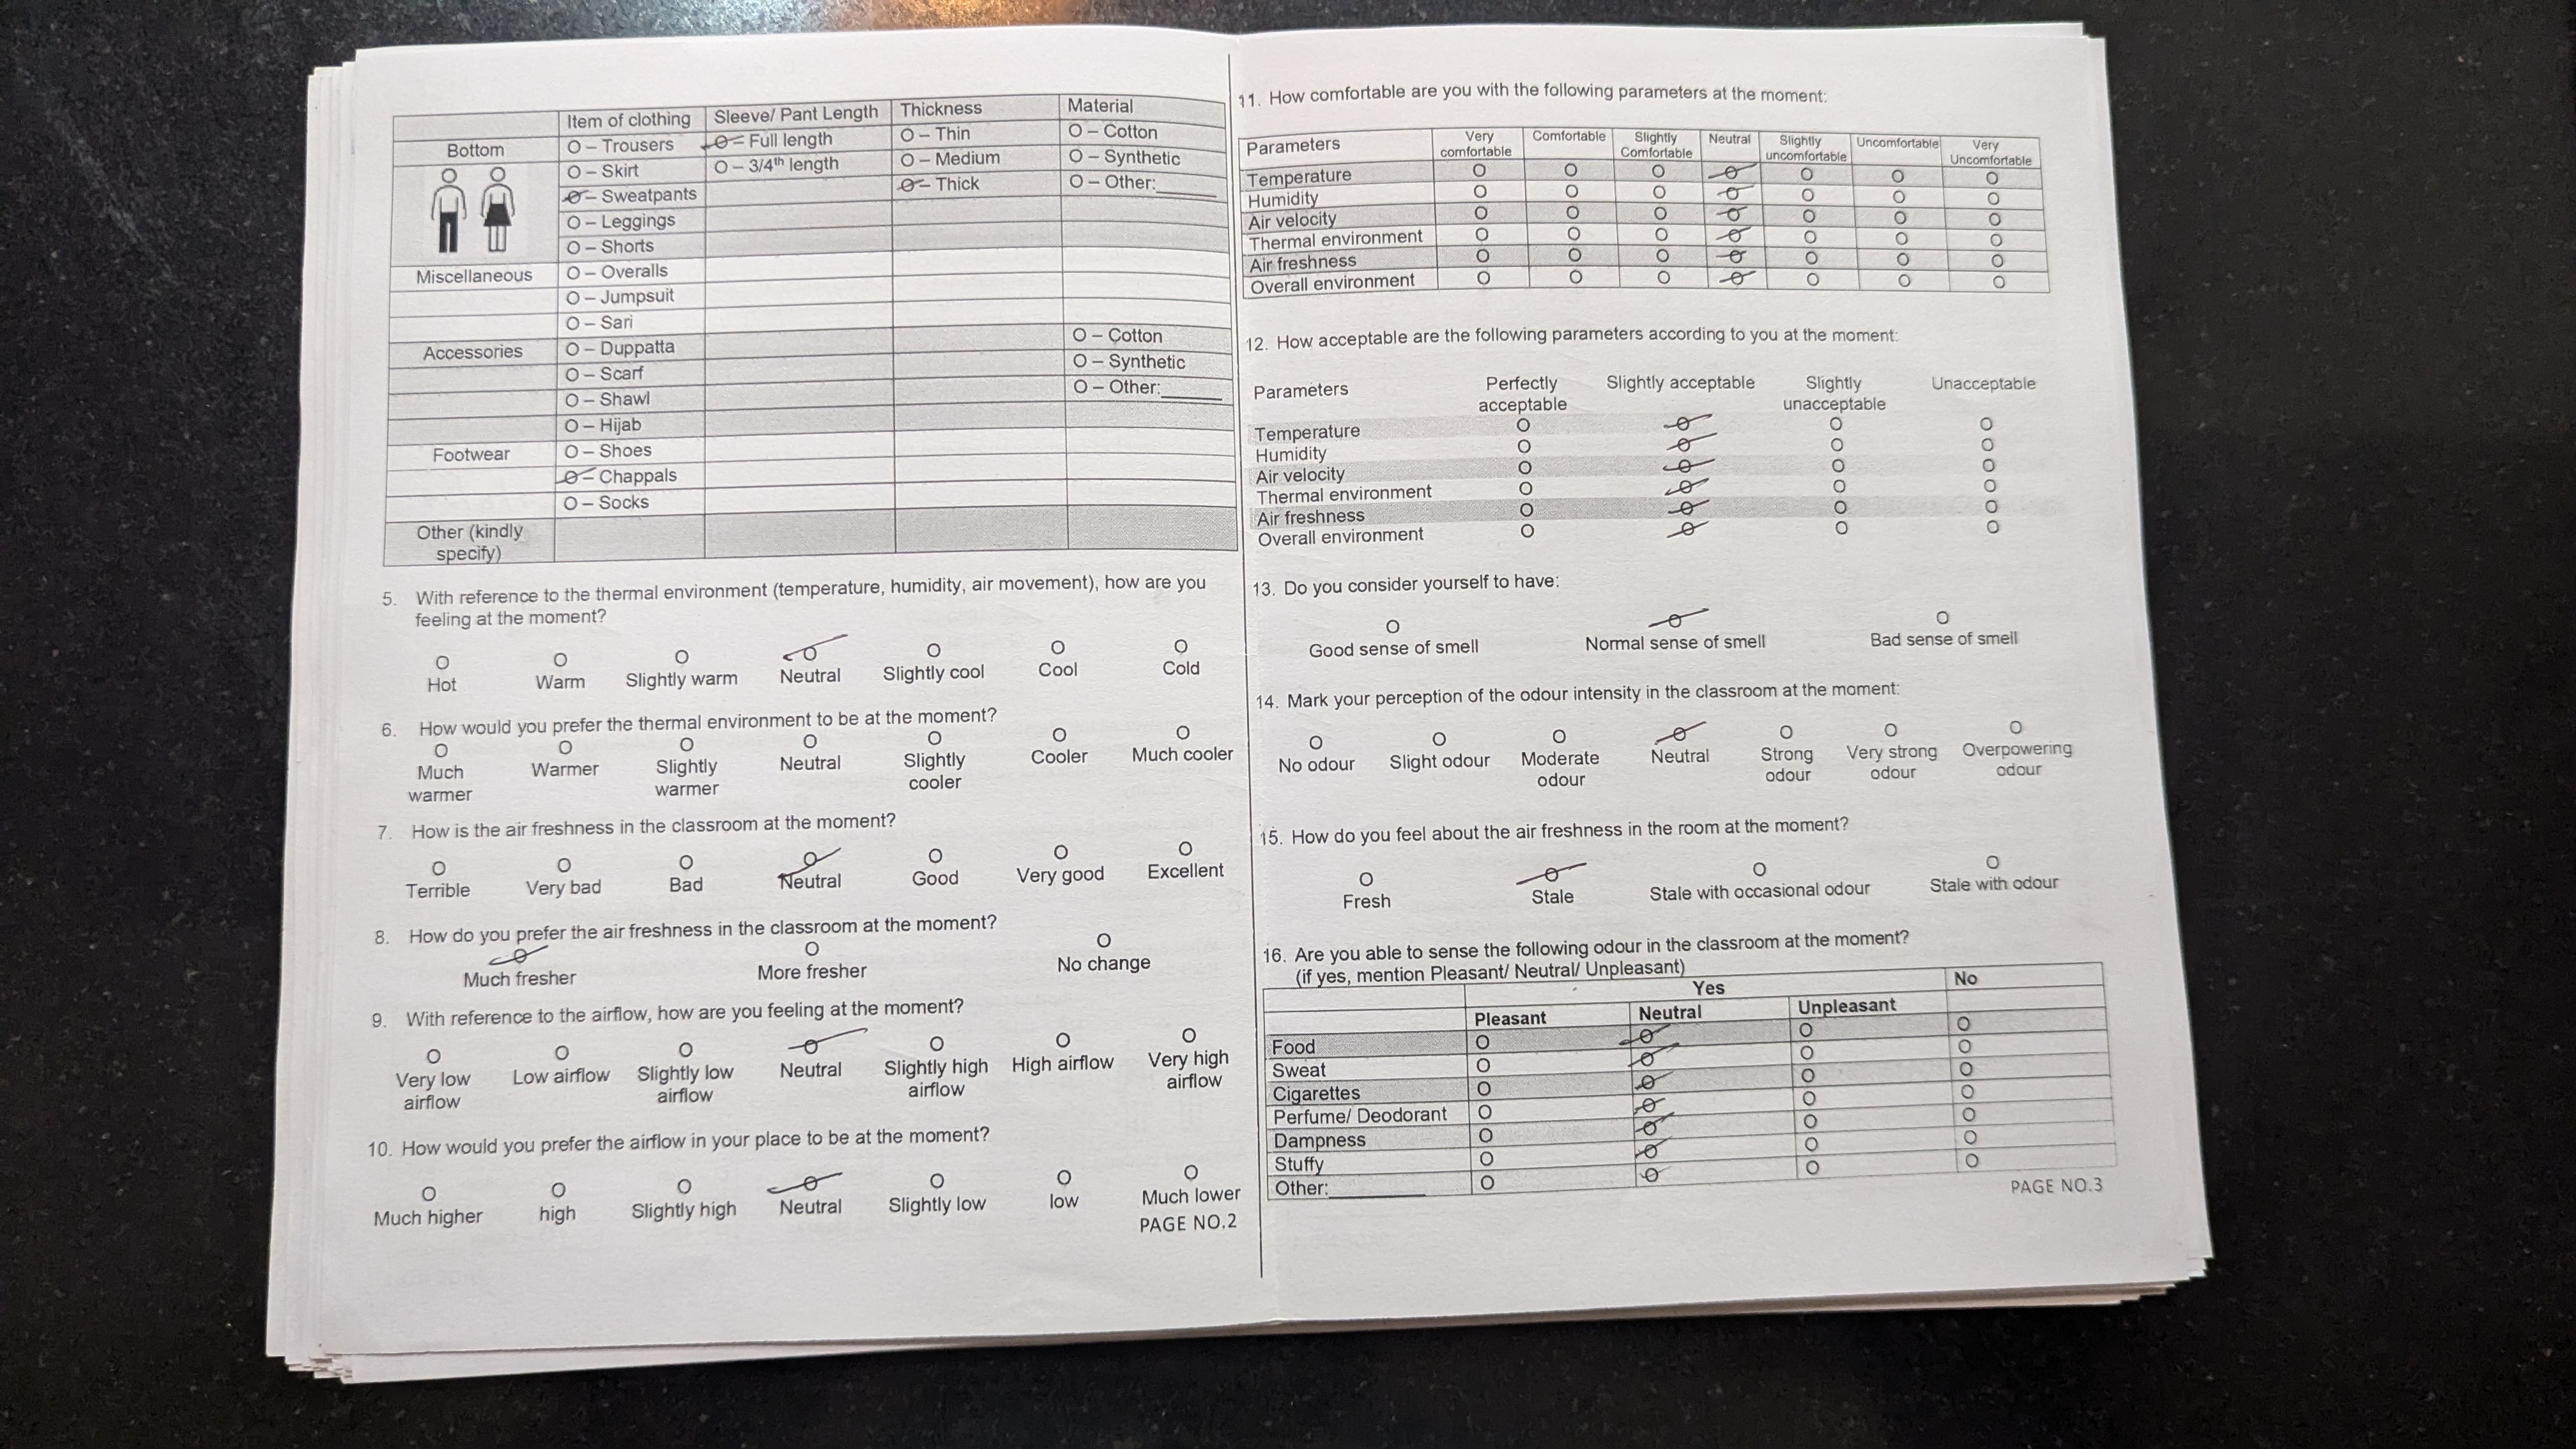 Item of clothing Sleeve/ Pant Length Thickness Material
Bottom O – Trousers O – Full length O – Thin O – Cotton
O – Skirt O – 3/4th length O – Medium O – Synthetic
O – Sweatpants O – Thick O – Other:______
O – Leggings
O – Shorts
Miscellaneous O – Overalls
O – Jumpsuit
O – Sari
Accessories O – Duppatta O – Cotton
O – Scarf O – Synthetic
O – Shawl O – Other:______
O – Hijab
Footwear O – Shoes
O – Chappals
O – Socks
Other (kindly
specify)
5. With reference to the thermal environment (temperature, humidity, air movement), how are you
feeling at the moment?
O O O O O O O
Hot Warm Slightly warm Neutral Slightly cool Cool Cold
6. How would you prefer the thermal environment to be at the moment?
O O O O O O O
Much Warmer Slightly Neutral Slightly Cooler Much cooler
warmer warmer cooler
7. How is the air freshness in the classroom at the moment?
O O O O O O O
Terrible Very bad Bad Neutral Good Very good Excellent
8. How do you prefer the air freshness in the classroom at the moment?
O O O
Much fresher More fresher No change
9. With reference to the airflow, how are you feeling at the moment?
O O O O O O O
Very low Low airflow Slightly low Neutral Slightly high High airflow Very high
airflow airflow airflow airflow
10. How would you prefer the airflow in your place to be at the moment?
O O O O O O O
Much higher high Slightly high Neutral Slightly low low Much lower
PAGE NO.2
11. How comfortable are you with the following parameters at the moment:
Parameters Very Comfortable Slightly Neutral Slightly Uncomfortable Very
comfortable Comfortable uncomfortable Uncomfortable
Temperature O O O O O O O
Humidity O O O O O O O
Air velocity O O O O O O O
Thermal environment O O O O O O O
Air freshness O O O O O O O
Overall environment O O O O O O O
12. How acceptable are the following parameters according to you at the moment:
Parameters Perfectly Slightly acceptable Slightly Unacceptable
acceptable unacceptable
Temperature O O O O
Humidity O O O O
Air velocity O O O O
Thermal environment O O O O
Air freshness O O O O
Overall environment O O O O
13. Do you consider yourself to have:
O O O
Good sense of smell Normal sense of smell Bad sense of smell
14. Mark your perception of the odour intensity in the classroom at the moment:
O O O O O O O
No odour Slight odour Moderate Neutral Strong Very strong Overpowering
odour odour odour odour
15. How do you feel about the air freshness in the room at the moment?
O O O O
Fresh Stale Stale with occasional odour Stale with odour
16. Are you able to sense the following odour in the classroom at the moment?
(if yes, mention Pleasant/ Neutral/ Unpleasant)
Yes No
Pleasant Neutral Unpleasant
Food O O O O
Sweat O O O O
Cigarettes O O O O
Perfume/ Deodorant O O O O
Dampness O O O O
Stuffy O O O O
Other:__________ O O O O
PAGE NO.3